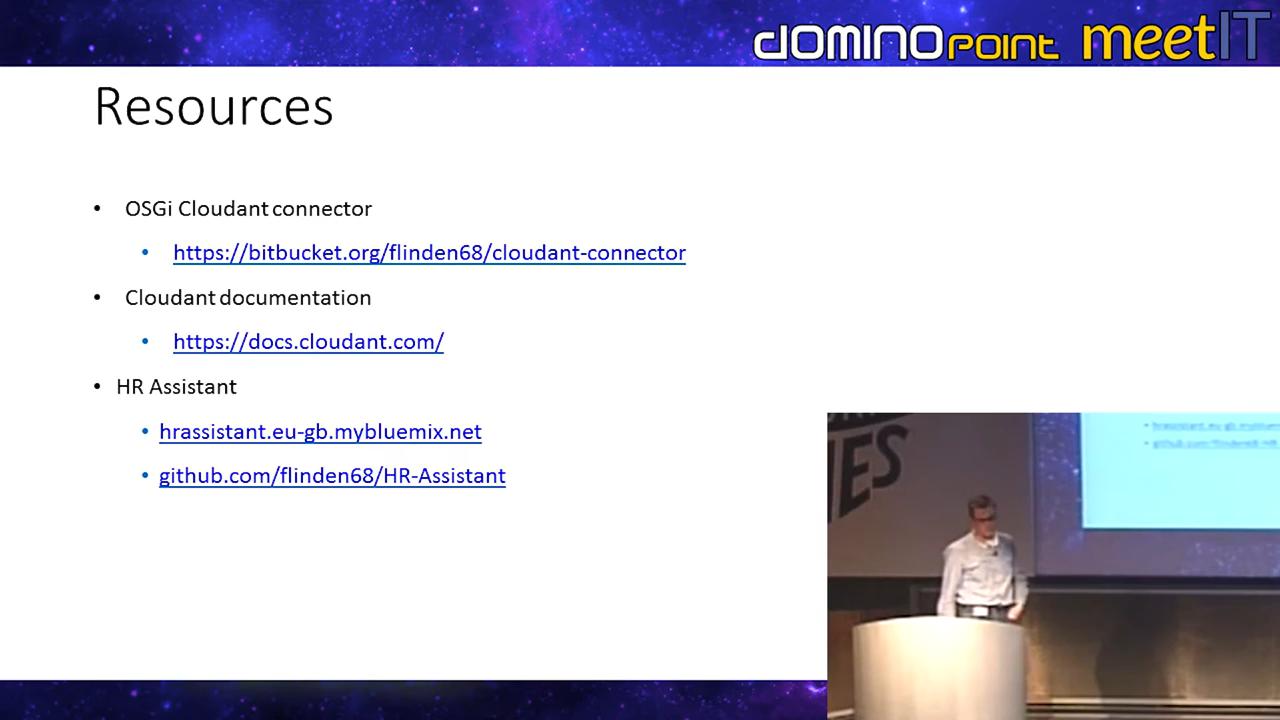 dominopoint meetIT
Resources
• OSGi Cloudant connector
• https://bitbucket.org/flinden68/cloudant-connector
• Cloudant documentation
• https://docs.cloudant.com/
• HR Assistant
• hrassistant.eu-gb.mybluemix.net
• github.com/flinden68/HR-Assistant